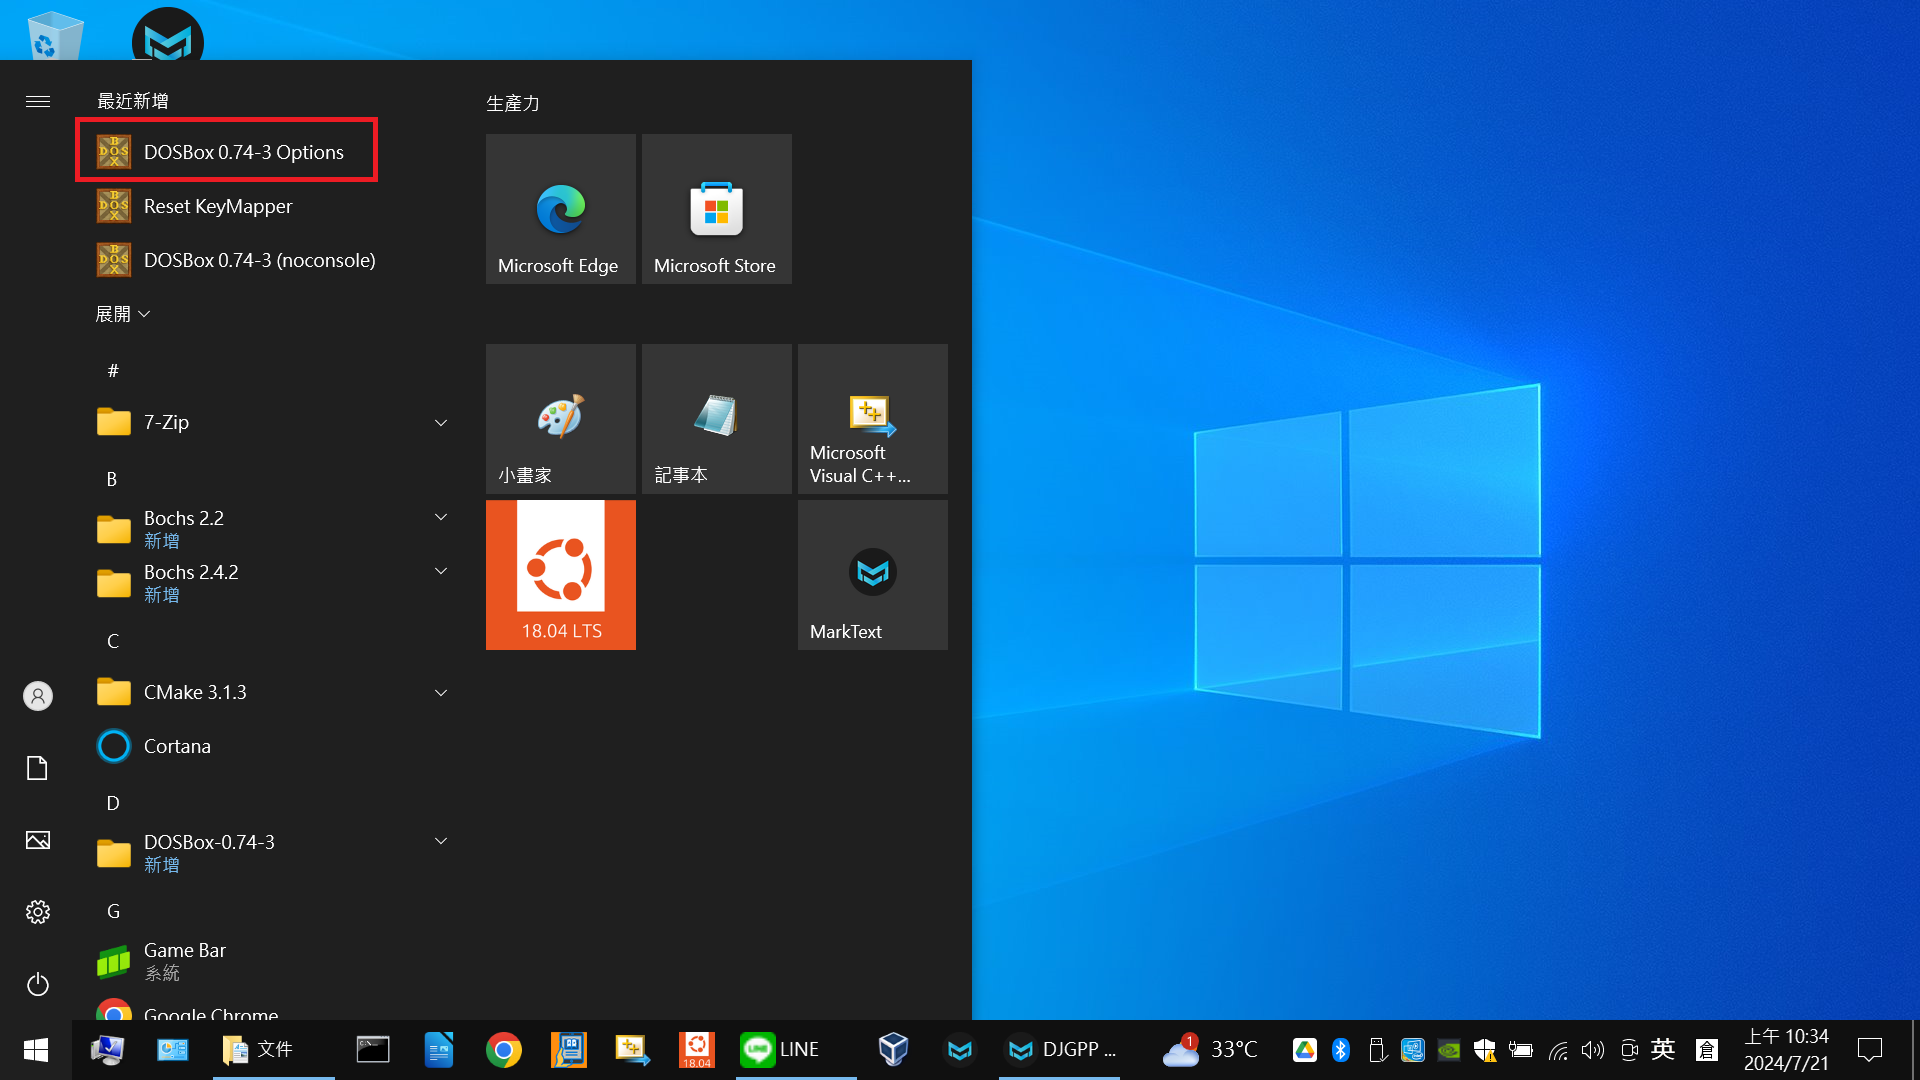 最近新增
DOSBox 0.74-3 Options
Reset KeyMapper
DOSBox 0.74-3 (noconsole)
展開
#
7-Zip
B
Bochs 2.2
新增
Bochs 2.4.2
新增
C
CMake 3.1.3
Cortana
D
DOSBox-0.74-3
新增
G
Game Bar
系統
Google Chrome
生產力
Microsoft Edge
Microsoft Store
小畫家
記事本
Microsoft
Visual C++...
18.04 LTS
MarkText
文件
18.04
LINE
LINE
DJGPP ...
1
33°C
英
倉
上午 10:34
2024/7/21